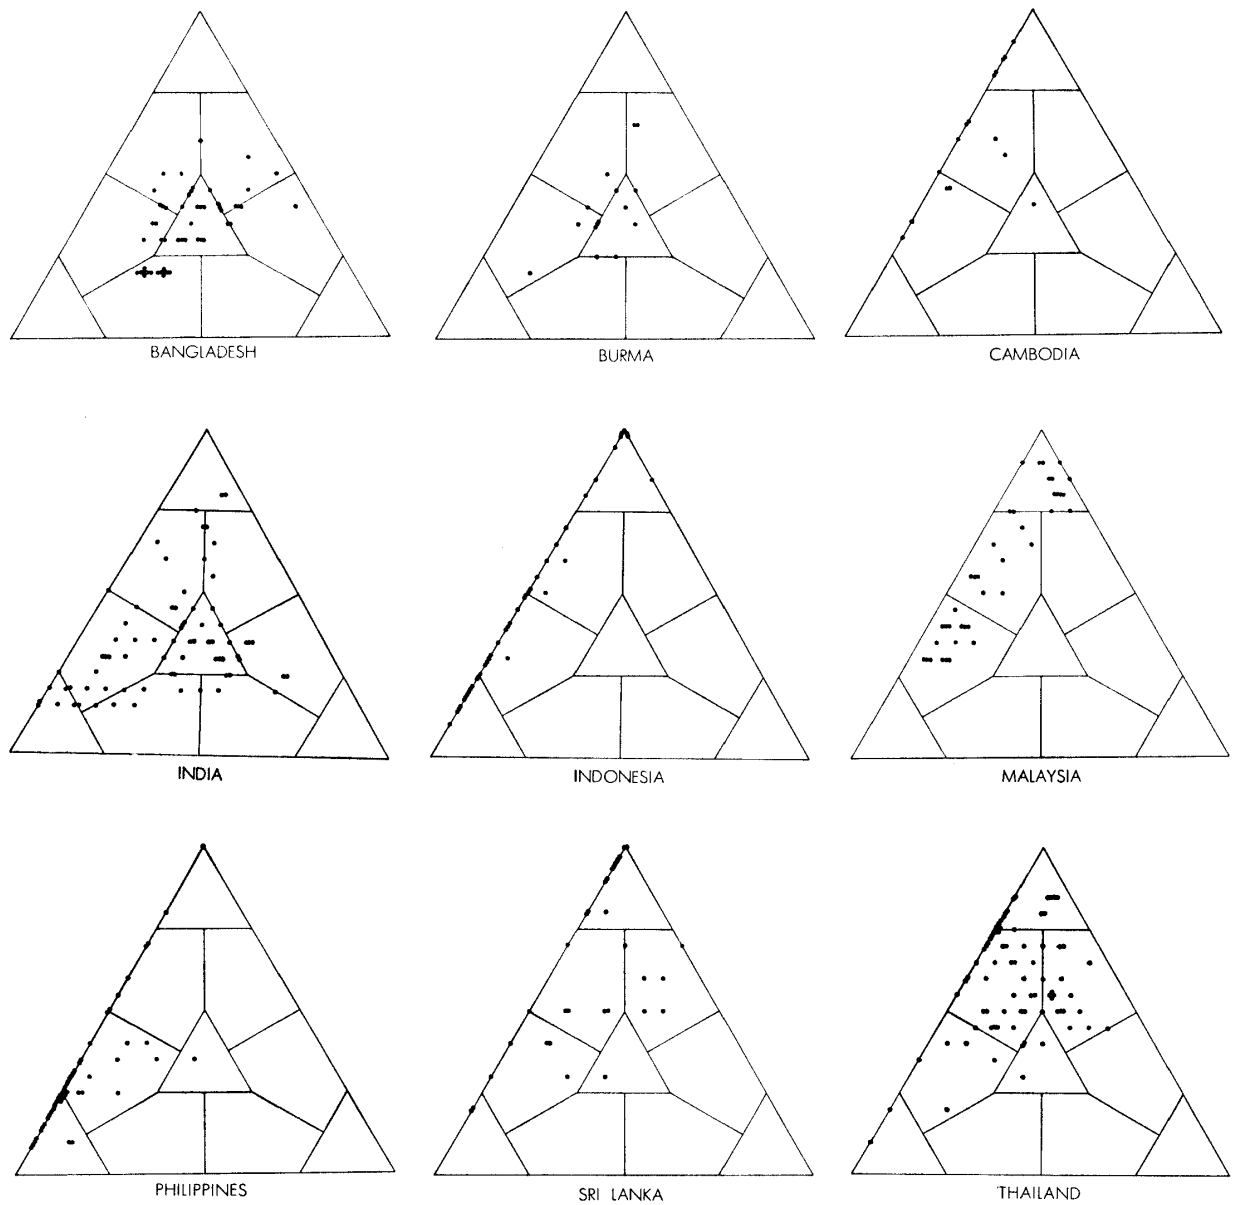 BANGLADESH
BURMA
CAMBODIA
INDIA
INDONESIA
MALAYSIA
PHILIPPINES
SRI LANKA
THAILAND